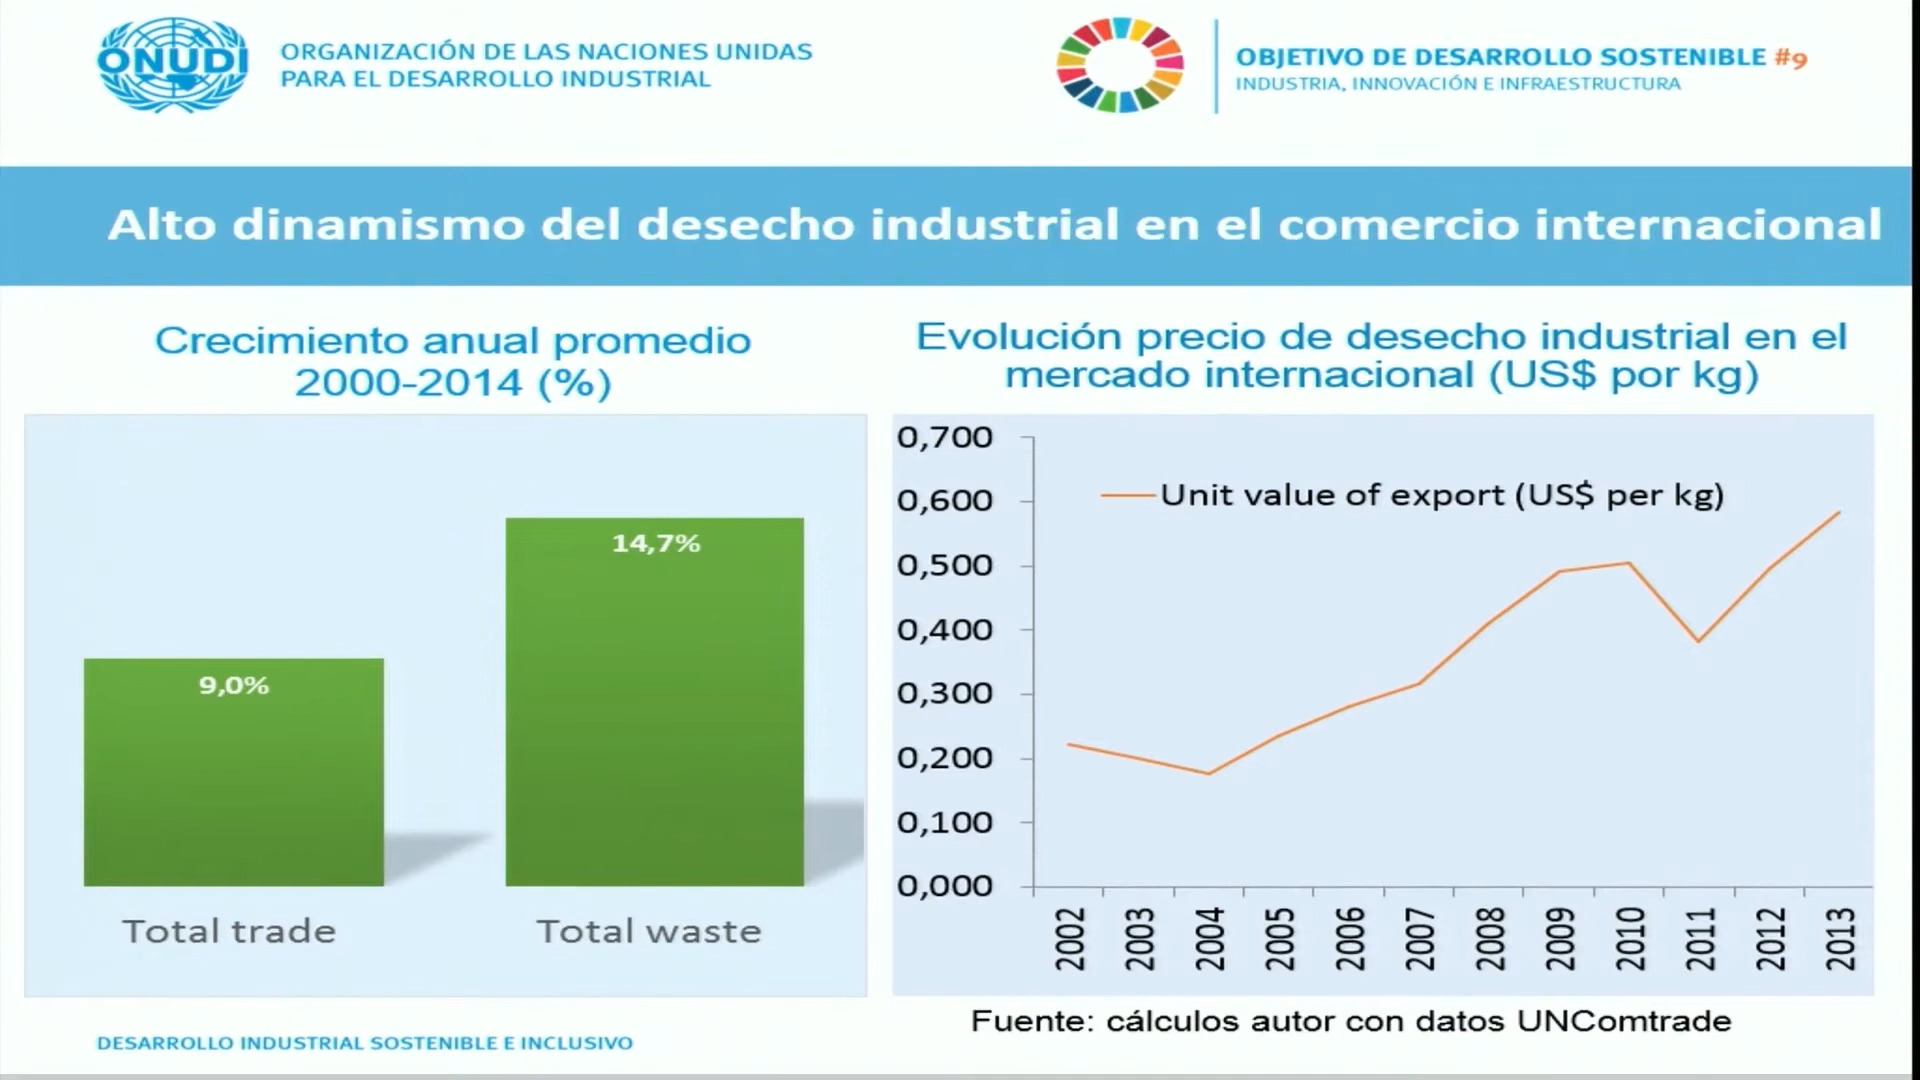 ONUDI
ORGANIZACIÓN DE LAS NACIONES UNIDAS
PARA EL DESARROLLO INDUSTRIAL
OBJETIVO DE DESARROLLO SOSTENIBLE #9
INDUSTRIA, INNOVACIÓN E INFRAESTRUCTURA
Alto dinamismo del desecho industrial en el comercio internacional
Crecimiento anual promedio
2000-2014 (%)
14,7%
9,0%
Total trade
Total waste
Evolución precio de desecho industrial en el
mercado internacional (US$ por kg)
0,700
0,600
0,500
0,400
0,300
0,200
0,100
0,000
Unit value of export (US$ per kg)
2002
2003
2004
2005
2006
2007
2008
2009
2010
2011
2012
2013
Fuente: cálculos autor con datos UNComtrade
DESARROLLO INDUSTRIAL SOSTENIBLE E INCLUSIVO